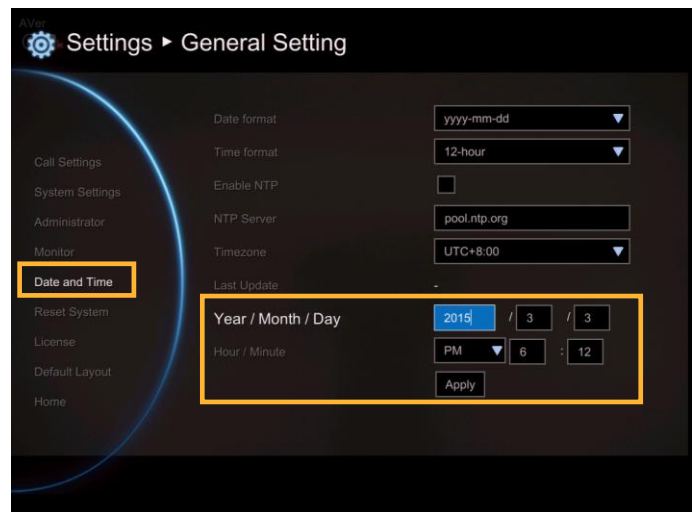 AVer
Settings ▸ General Setting
Call Settings
System Settings
Administrator
Monitor
Date and Time
Reset System
License
Default Layout
Home
Date format yyyy-mm-dd
Time format 12-hour
Enable NTP
NTP Server pool.ntp.org
Timezone UTC+8:00
Last Update -
Year / Month / Day 2015 / 3 / 3
Hour / Minute PM 6 : 12
Apply